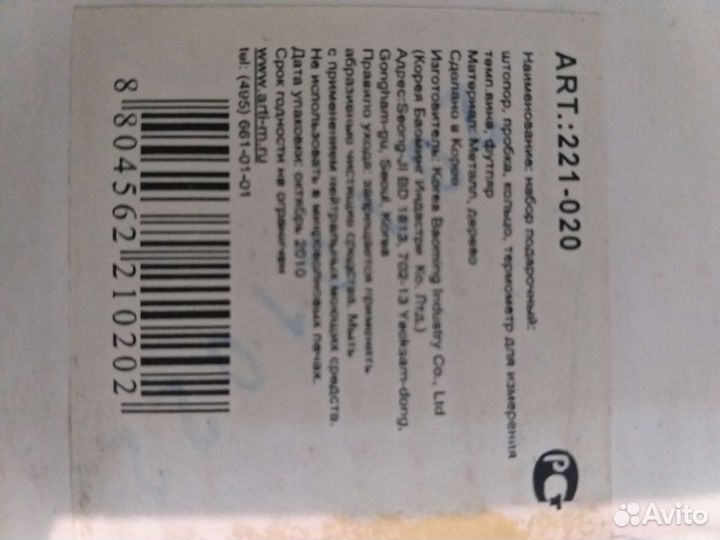 ART.:221-020
Наименование: набор подарочный:
штопор, пробка, кольцо, термометр для измерения
темп.вина, футляр
Материал: Металл, дерево
Сделано в Корее
Изготовитель: Korea Baoming Industry Co., Ltd
(Корея Баоминг Индастри Ко. Лтд.)
Адрес:Seong-Ji BD 1813, 702-13 Yeoksam-dong,
Gongham-gu, Seoul, Korea
Правило ухода: запрещается применять
абразивные чистящие средства. Мыть
с применением нейтральных моющих средств.
Не использовать в микроволновых печах.
Дата упаковки: октябрь 2010
Срок годности не ограничен
www.arti-m.ru
tel: (495) 661-01-01
8 804562 210202
РСт
Avito